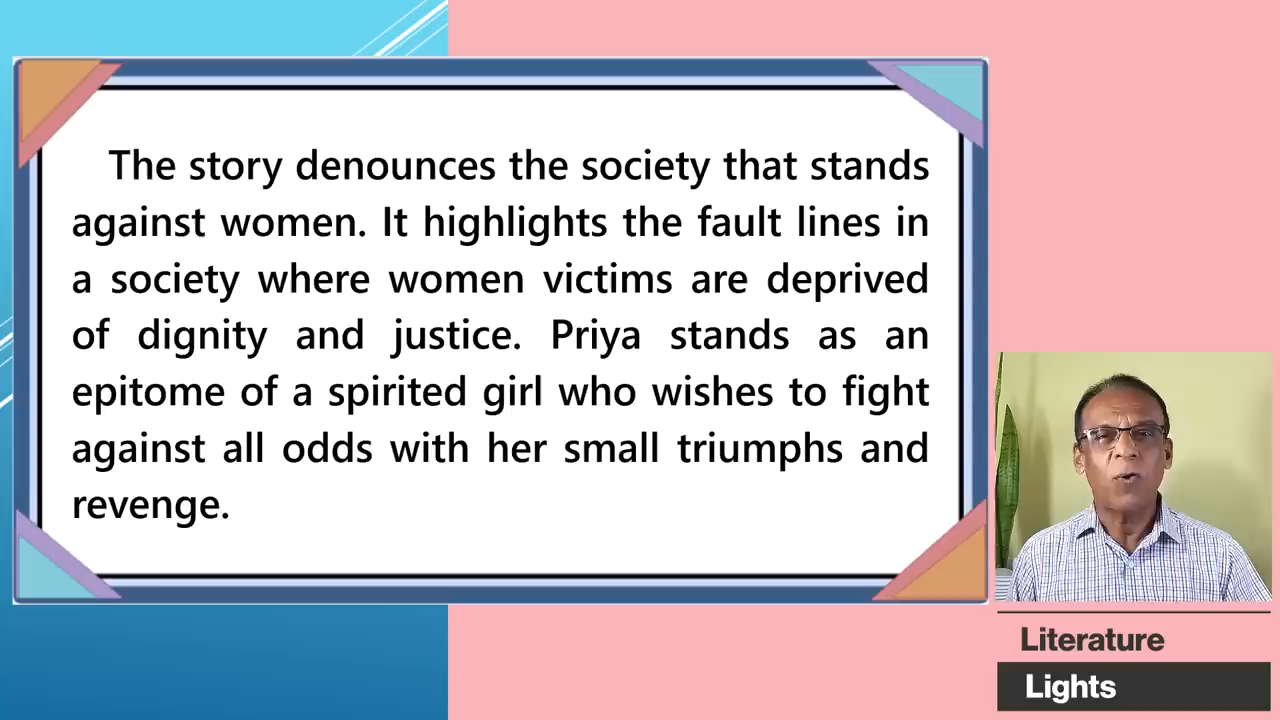 The story denounces the society that stands
against women. It highlights the fault lines in
a society where women victims are deprived
of dignity and justice. Priya stands as an
epitome of a spirited girl who wishes to fight
against all odds with her small triumphs and
revenge.
Literature
Lights